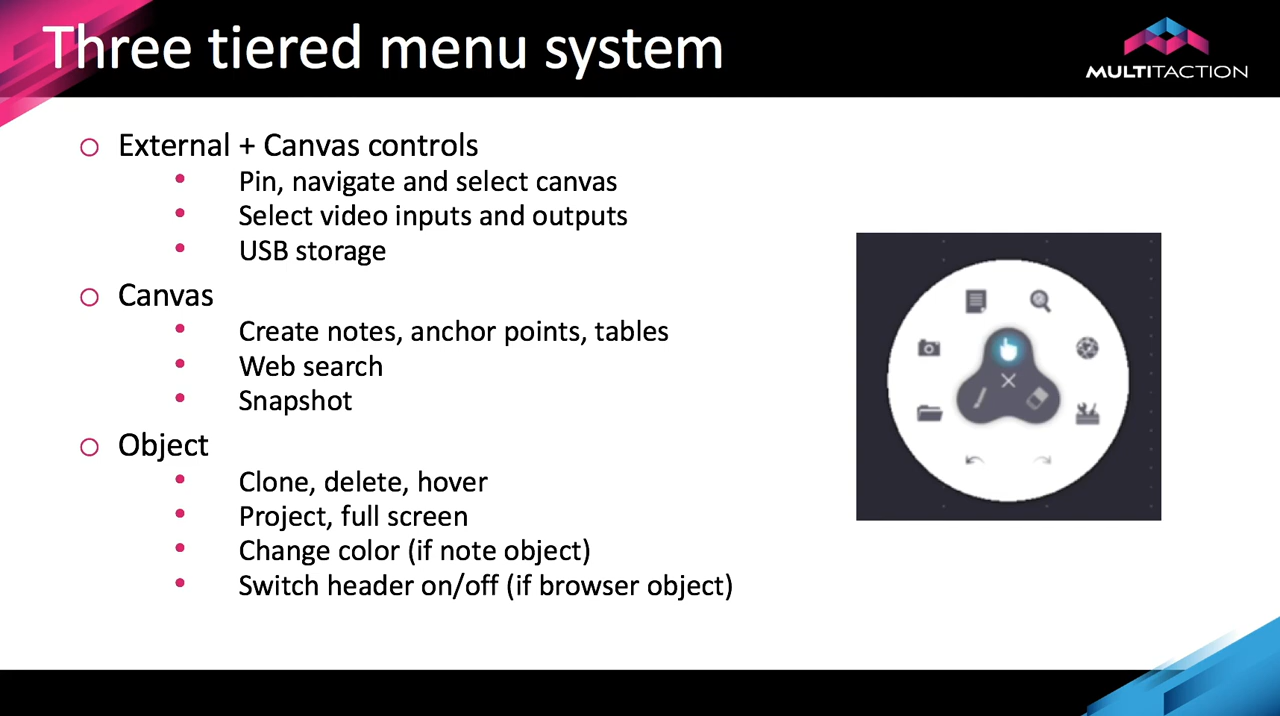 Three tiered menu system
MULTITACTION
External + Canvas controls
Pin, navigate and select canvas
Select video inputs and outputs
USB storage
Canvas
Create notes, anchor points, tables
Web search
Snapshot
Object
Clone, delete, hover
Project, full screen
Change color (if note object)
Switch header on/off (if browser object)